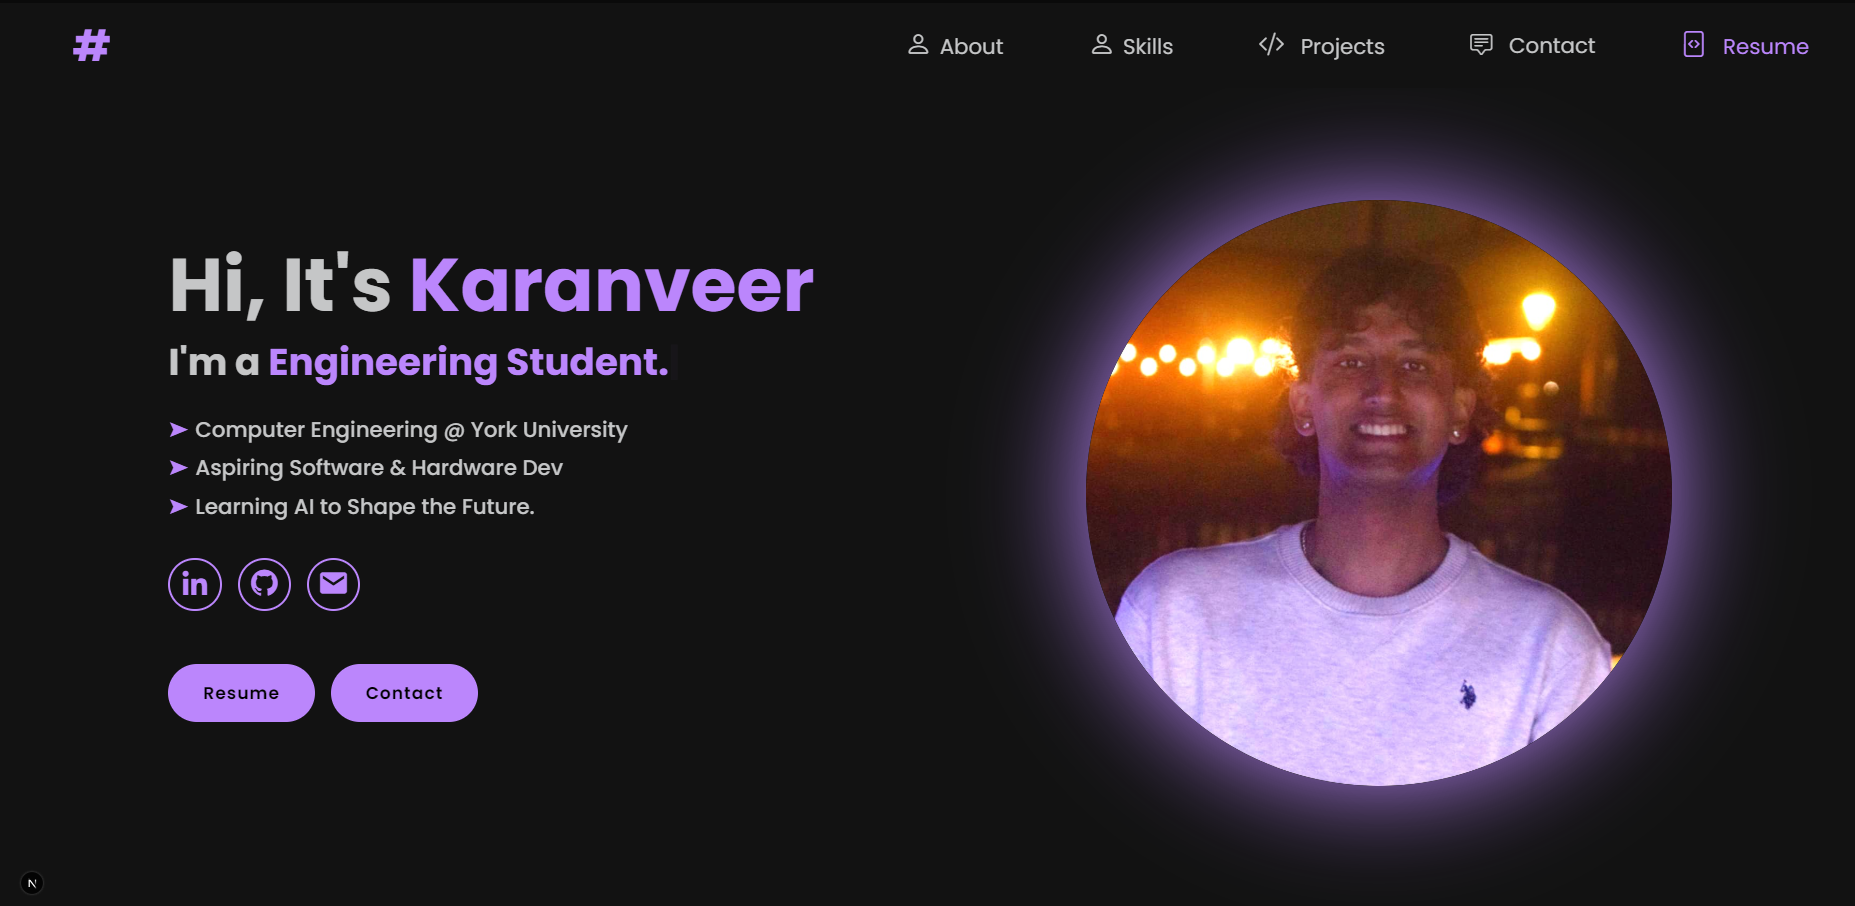 #
About
Skills
Projects
Contact
Resume
Hi, It's Karanveer
I'm a Engineering Student.
Computer Engineering @ York University
Aspiring Software & Hardware Dev
Learning AI to Shape the Future.
in
Resume
Contact
N